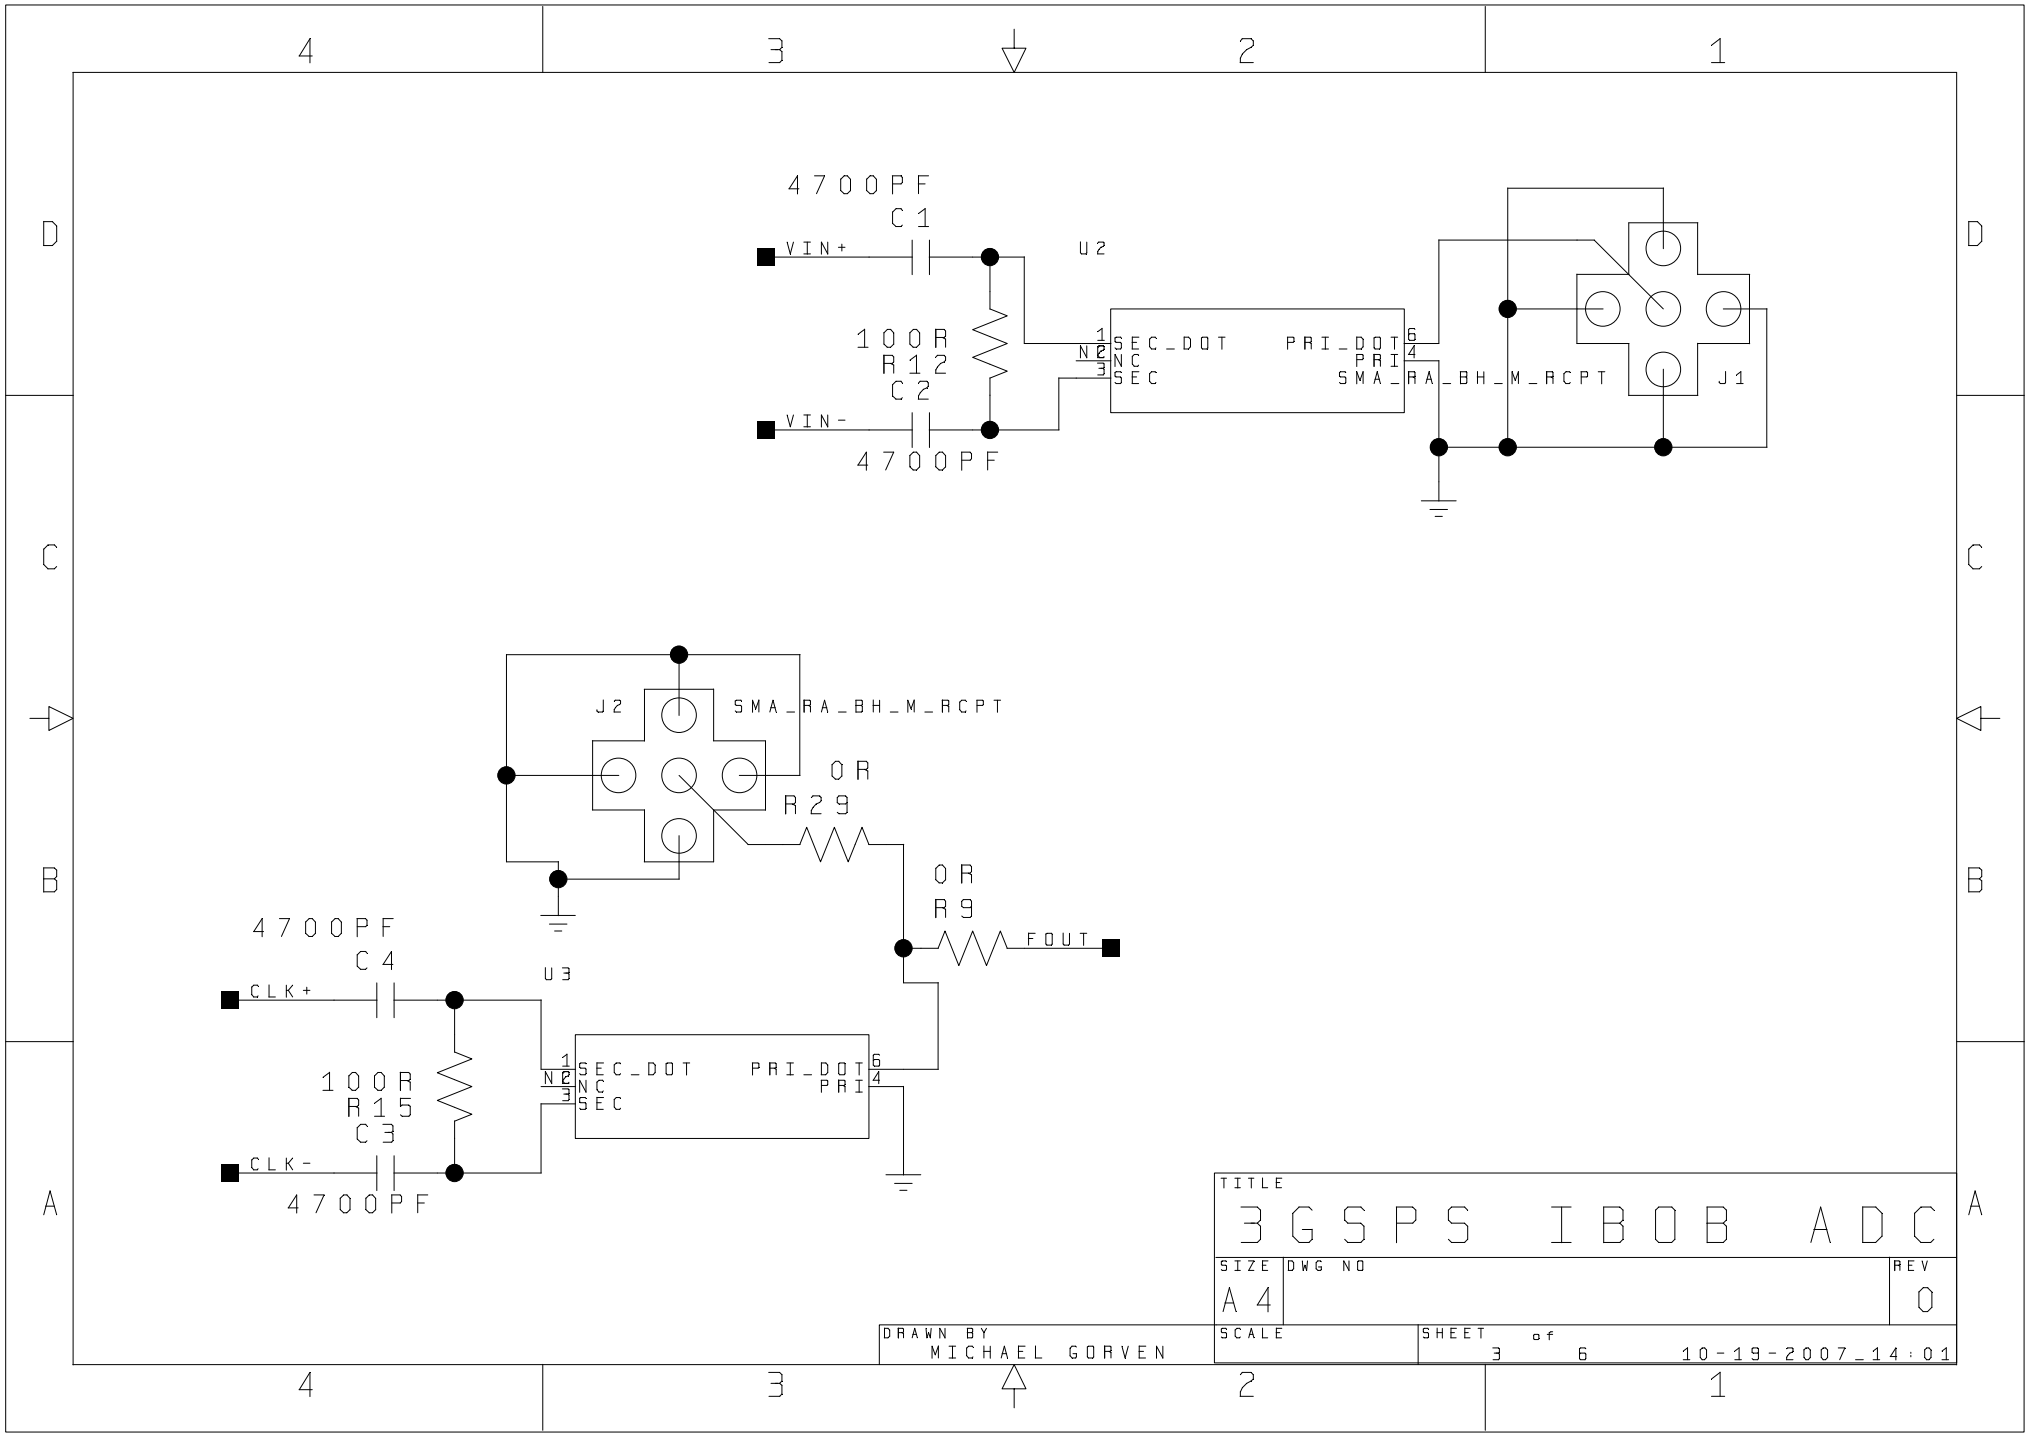 4 3 2 1
D D
4700PF
C1
VIN+
U2
100R
R12
C2
1 SEC_DOT PRI_DOT 6
NC 2 NC PRI 4
3 SEC
SMA_RA_BH_M_RCPT J1
VIN-
4700PF
C C
J2 SMA_RA_BH_M_RCPT
0R
R29
B B
0R
R9
FOUT
4700PF
C4
U3
CLK+
1 SEC_DOT PRI_DOT 6
NC 2 NC PRI 4
3 SEC
100R
R15
C3
CLK-
4700PF
A A
TITLE
3GSPS IBOB ADC
SIZE DWG NO REV
A4 0
DRAWN BY
MICHAEL GORVEN
SCALE
SHEET of
3 6 10-19-2007_14:01
4 3 2 1